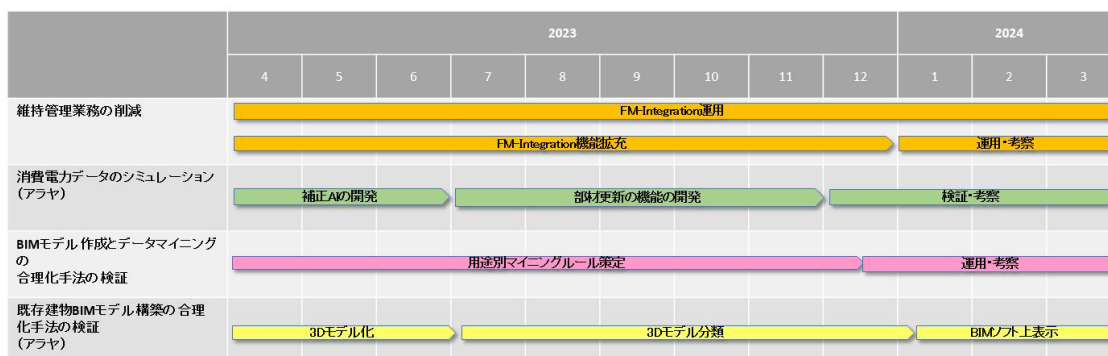 2023 2024
4 5 6 7 8 9 10 11 12 1 2 3
維持管理業務の削減
FM-Integration運用
FM-Integration機能拡充 運用・考察
消費電力データのシミュレーション
（アラヤ）
補正AIの開発 部材更新の機能の開発 検証・考察
BIMモデル作成とデータマイニング
の
合理化手法の検証
用途別マイニングルール策定 運用・考察
既存建物BIMモデル構築の合理
化手法の検証
（アラヤ）
3Dモデル化 3Dモデル分類 BIMソフト上表示